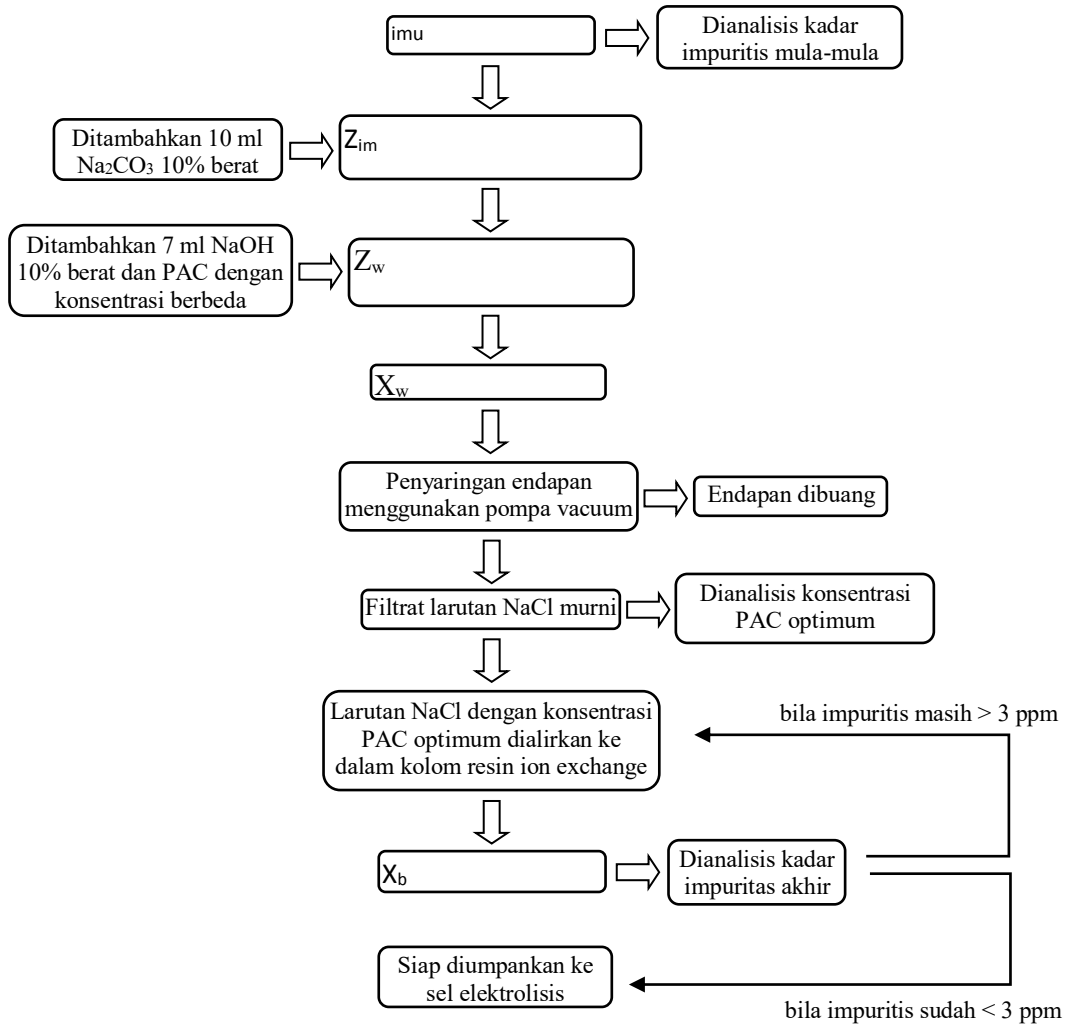 imu
Dianalisis kadar
impuritis mula-mula
Ditambahkan 10 ml
Na₂CO₃ 10% berat
Zim
Ditambahkan 7 ml NaOH
10% berat dan PAC dengan
konsentrasi berbeda
Zw
Xw
Penyaringan endapan
menggunakan pompa vacuum
Endapan dibuang
Filtrat larutan NaCl murni
Dianalisis konsentrasi
PAC optimum
Larutan NaCl dengan konsentrasi
PAC optimum dialirkan ke
dalam kolom resin ion exchange
bila impuritis masih > 3 ppm
Xb
Dianalisis kadar
impuritas akhir
Siap diumpankan ke
sel elektrolisis
bila impuritis sudah < 3 ppm